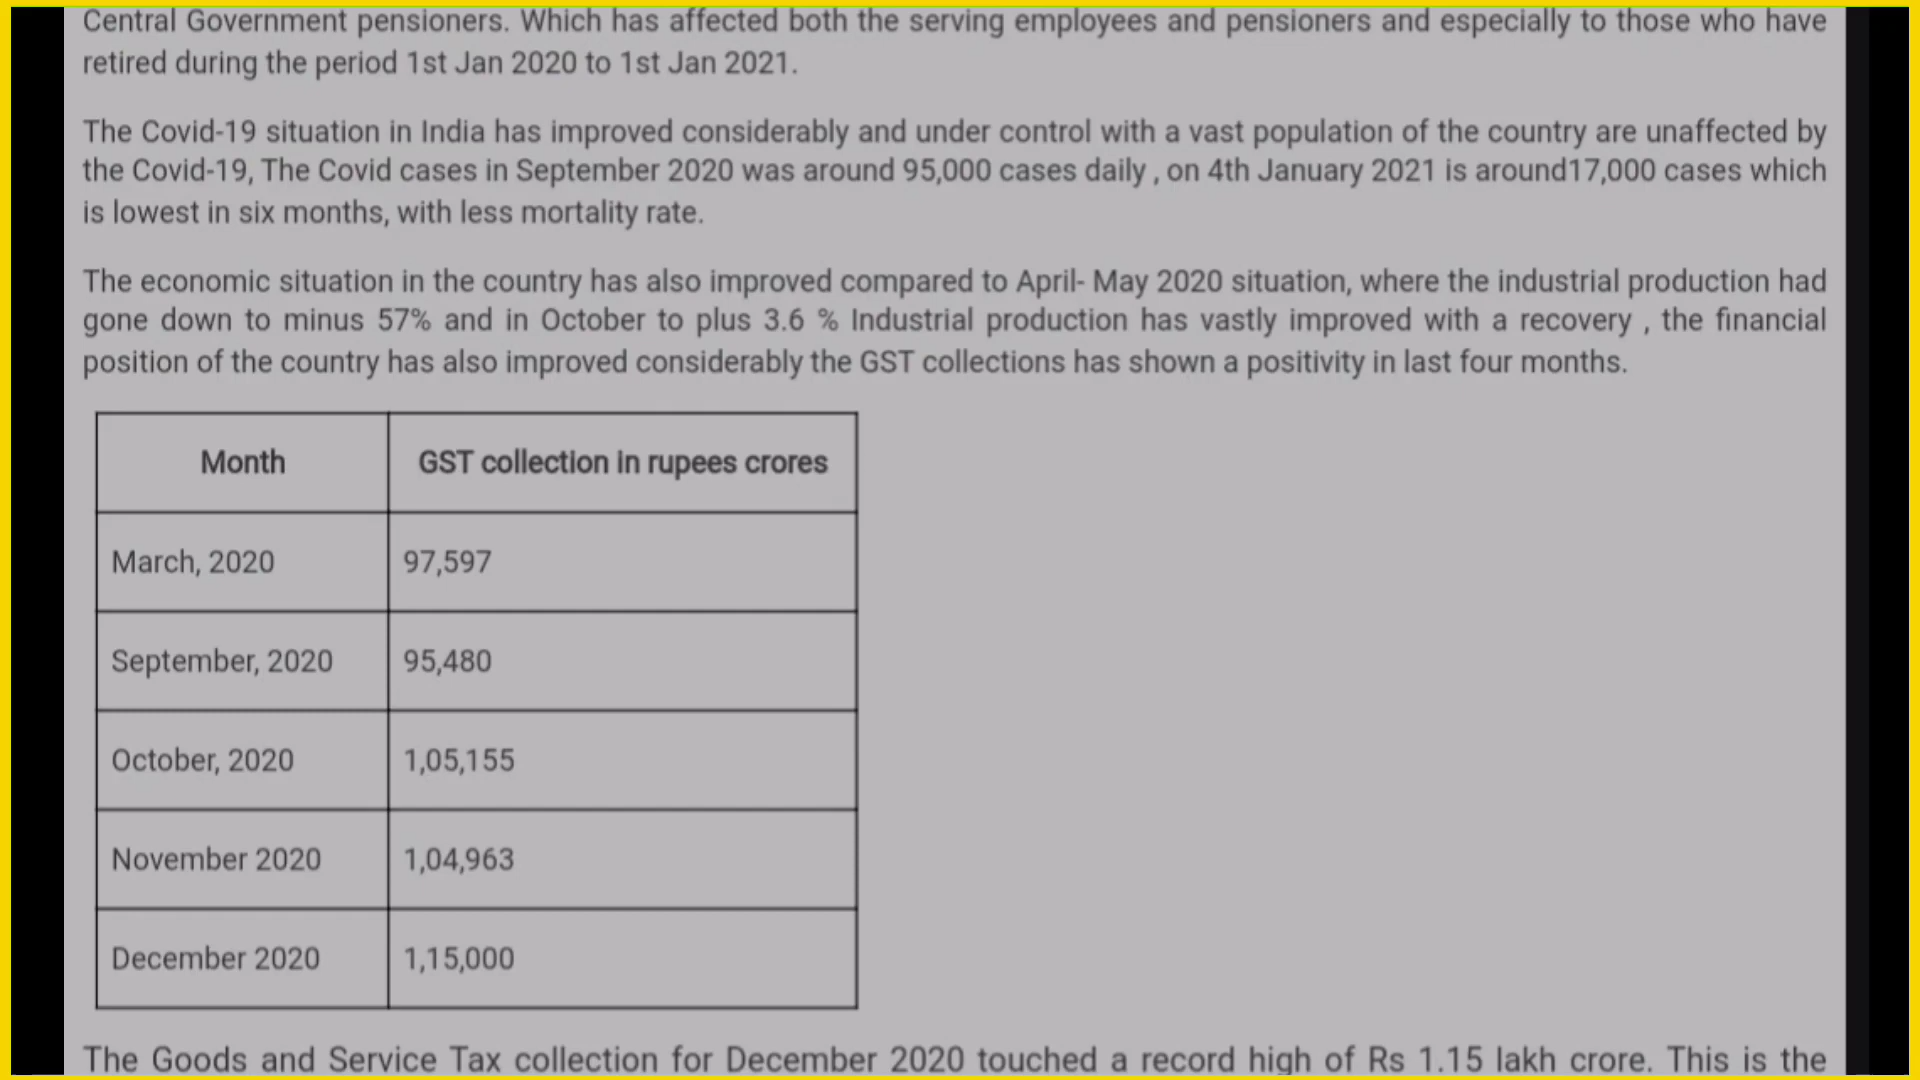 Central Government pensioners. Which has affected both the serving employees and pensioners and especially to those who have
retired during the period 1st Jan 2020 to 1st Jan 2021.
The Covid-19 situation in India has improved considerably and under control with a vast population of the country are unaffected by
the Covid-19, The Covid cases in September 2020 was around 95,000 cases daily , on 4th January 2021 is around17,000 cases which
is lowest in six months, with less mortality rate.
The economic situation in the country has also improved compared to April- May 2020 situation, where the industrial production had
gone down to minus 57% and in October to plus 3.6 % Industrial production has vastly improved with a recovery , the financial
position of the country has also improved considerably the GST collections has shown a positivity in last four months.
Month GST collection in rupees crores
March, 2020 97,597
September, 2020 95,480
October, 2020 1,05,155
November 2020 1,04,963
December 2020 1,15,000
The Goods and Service Tax collection for December 2020 touched a record high of Rs 1.15 lakh crore. This is the